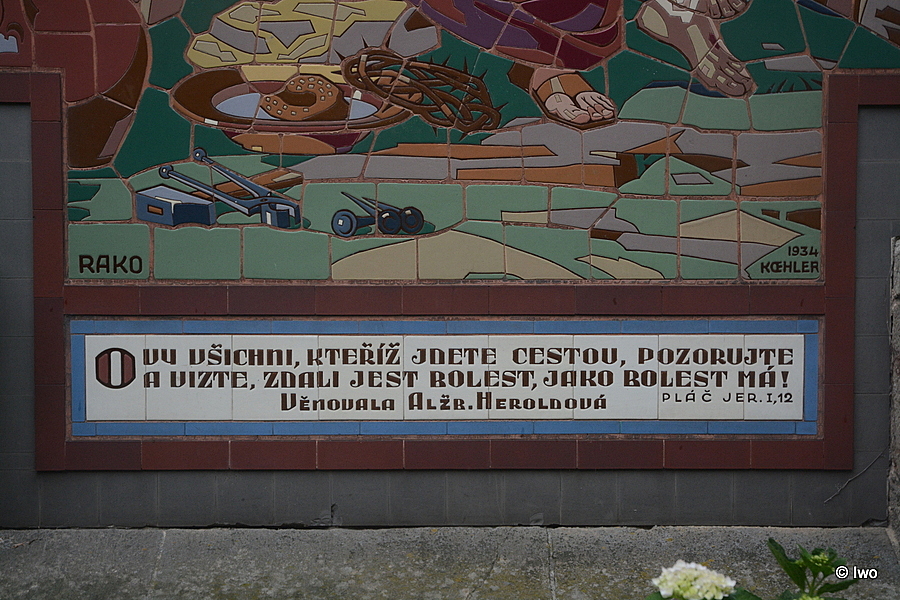 RAKO
1934
KŒHLER
O VY VŠICHNI, KTEŘÍŽ JDETE CESTOU, POZORUJTE
A VIZTE, ZDALI JEST BOLEST, JAKO BOLEST MÁ!
VĚNOVALA ALŽB. HEROLDOVÁ
PLÁČ JER. I, 12
© Iwo